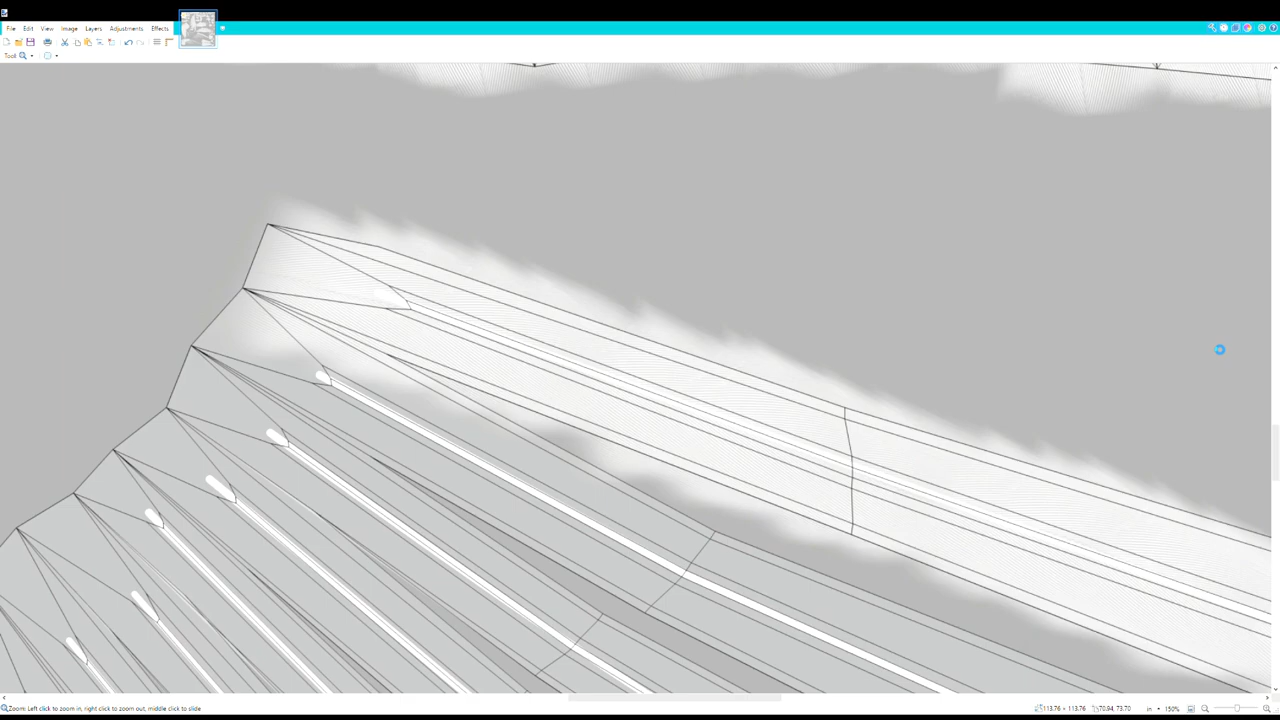 File Edit View Image Layers Adjustments Effects
Tool:
Zoom: Left click to zoom in, right click to zoom out, middle click to slide
113.76 × 113.76
70.94, 73.70
in
150%